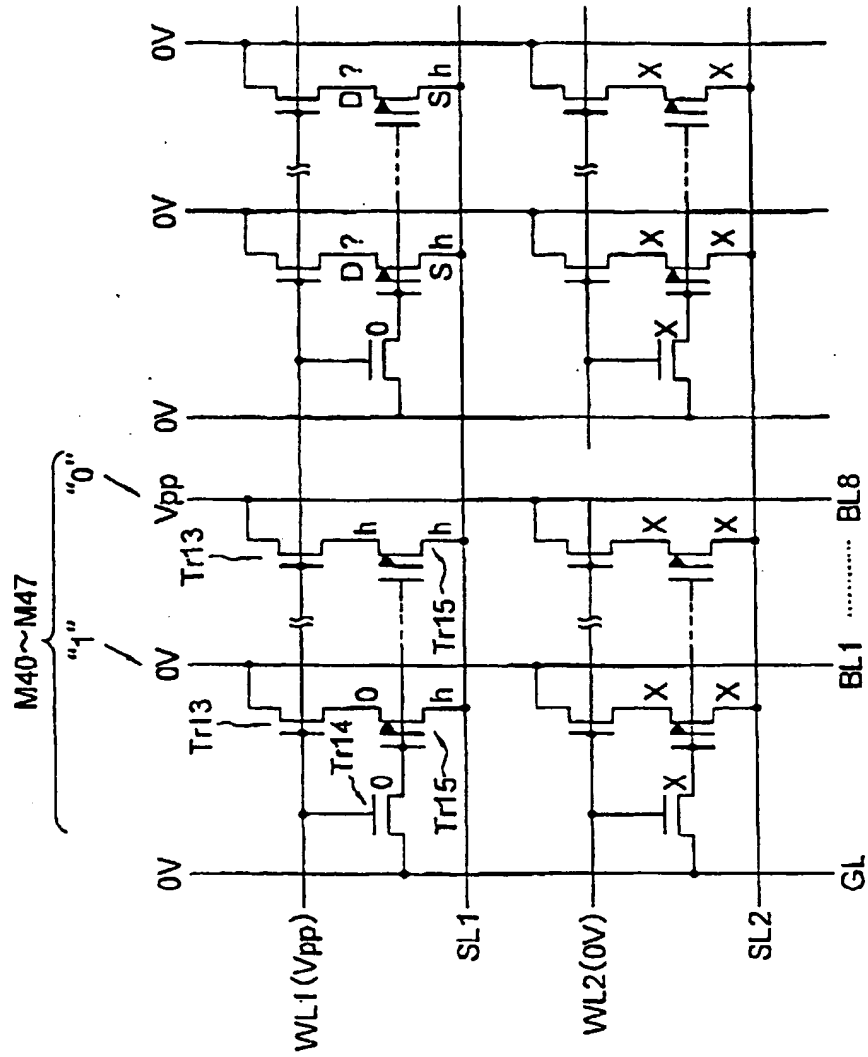 M40~M47
"1" "0"
0V 0V Vpp 0V 0V 0V
Tr13 Tr13
WL1(Vpp)
Tr14 0 0 h 0 D ? D ?
Tr15 h Tr15 h S h S h
SL1
WL2(0V)
X X X X X X
X X X X
SL2
GL BL1 ........... BL8